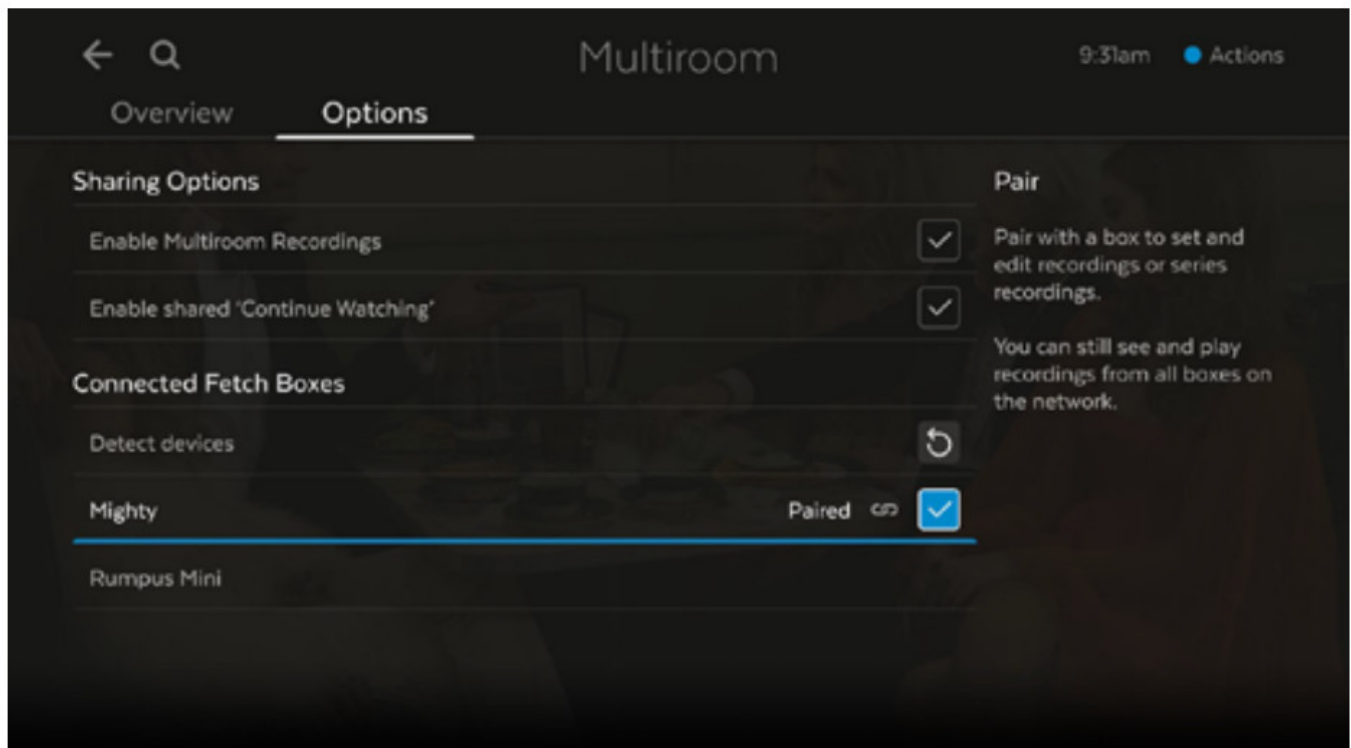 Multiroom
9:31am Actions
Overview Options
Sharing Options
Enable Multiroom Recordings
Enable shared 'Continue Watching'
Connected Fetch Boxes
Detect devices
Mighty Paired
Rumpus Mini
Pair
Pair with a box to set and
edit recordings or series
recordings.
You can still see and play
recordings from all boxes on
the network.